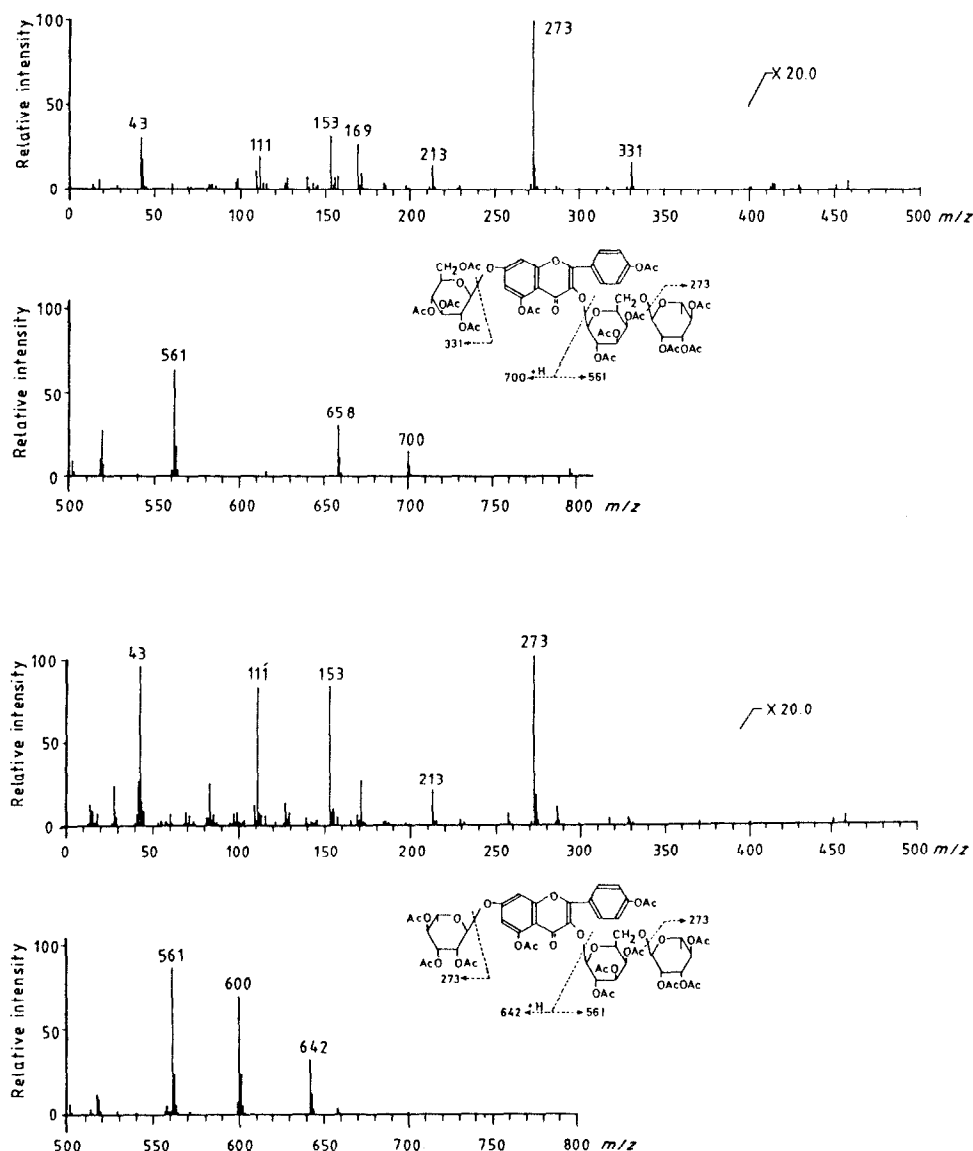 Relative intensity
100
50
0
43
111
153
169
213
273
331
X 20.0
0 50 100 150 200 250 300 350 400 450 500 m/z
Relative intensity
100
50
0
561
658
700
CH2OAc
O
O
O
OAc
AcO
OAc
OAc
OAc
O
O
O
CH2O
273
O
O
OAc
OAc
AcO
OAc
OAc
OAc
331
700 +H 561
500 550 600 650 700 750 800 m/z
Relative intensity
100
50
0
43
111
153
213
273
X 20.0
0 50 100 150 200 250 300 350 400 450 500 m/z
Relative intensity
100
50
0
561
600
642
AcO
O
O
O
OAc
AcO
OAc
OAc
O
O
CH2O
273
O
O
OAc
OAc
AcO
OAc
OAc
OAc
273
642 +H 561
500 550 600 650 700 750 800 m/z